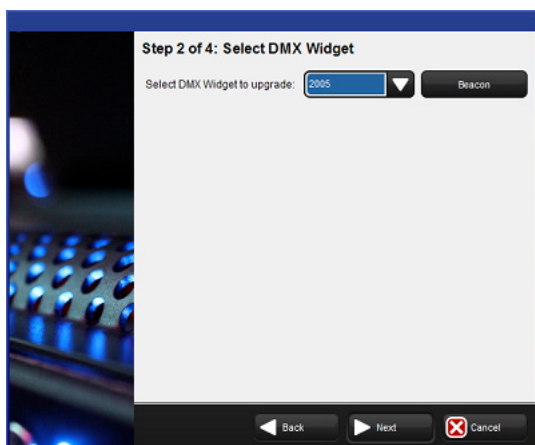 Step 2 of 4: Select DMX Widget
Select DMX Widget to upgrade: 2005 Beacon
Back Next Cancel